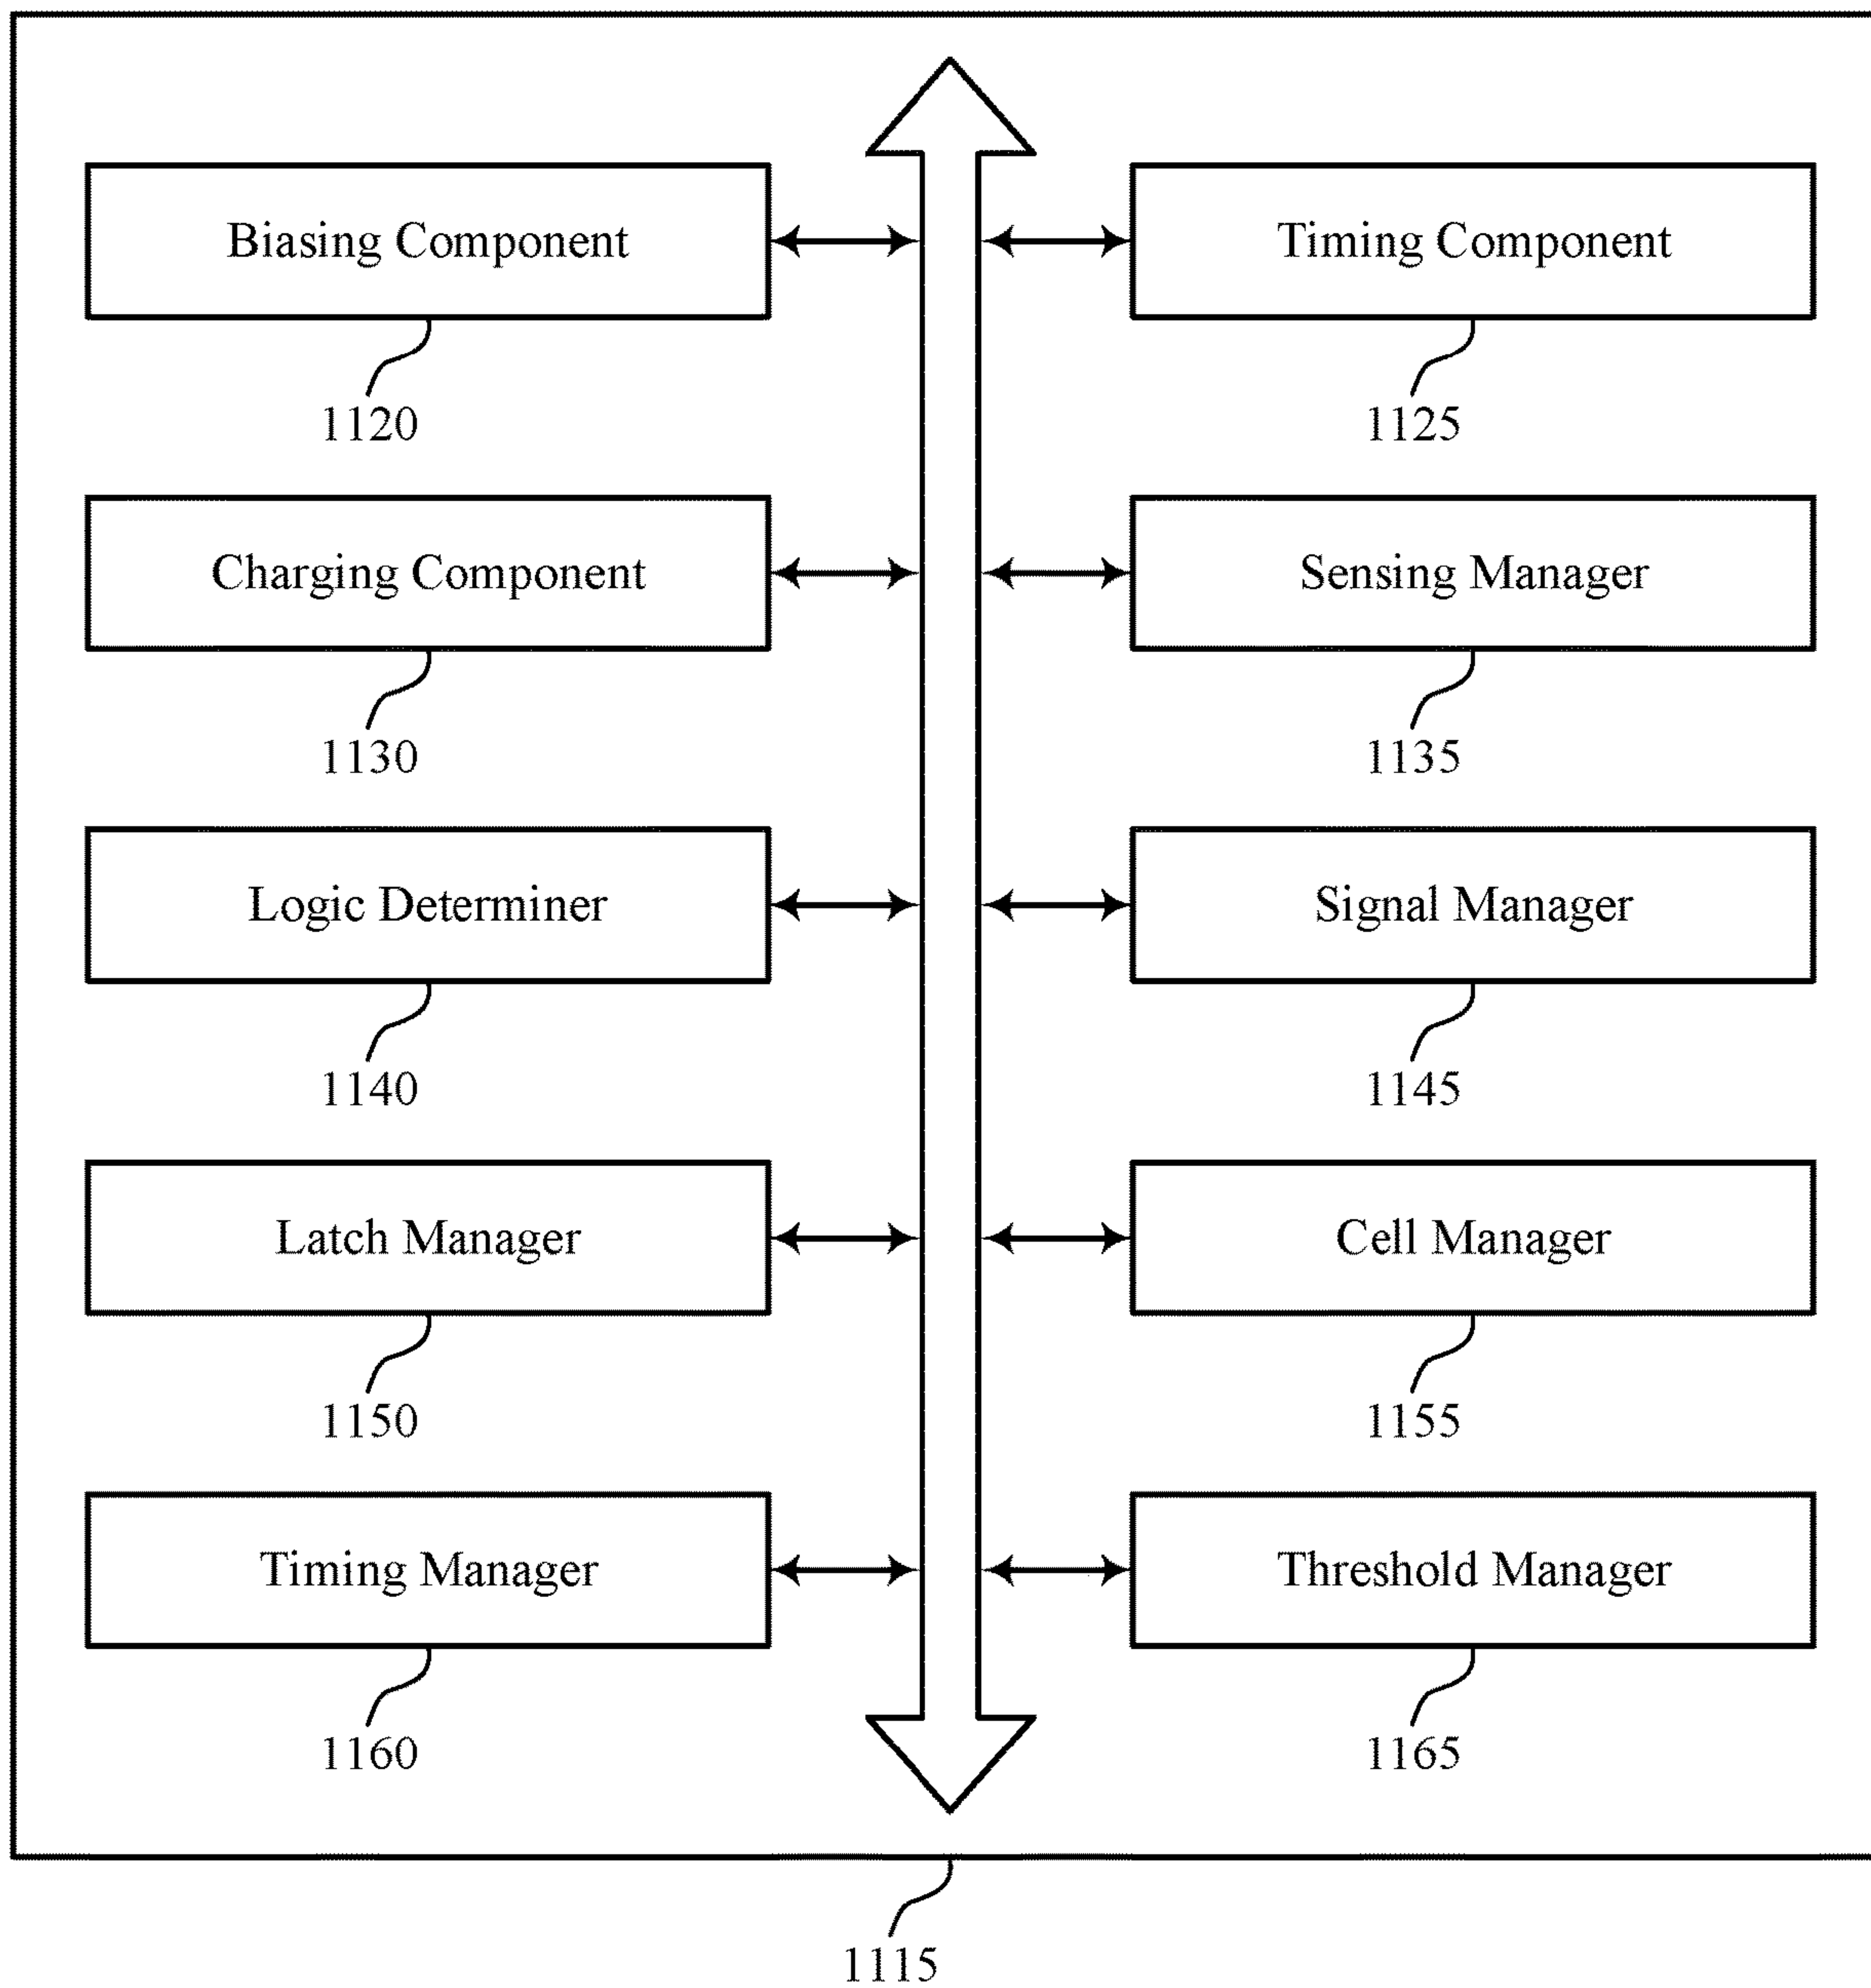 Biasing Component
Timing Component
1120
1125
Charging Component
Sensing Manager
1130
1135
Logic Determiner
Signal Manager
1140
1145
Latch Manager
Cell Manager
1150
1155
Timing Manager
Threshold Manager
1160
1165
1115